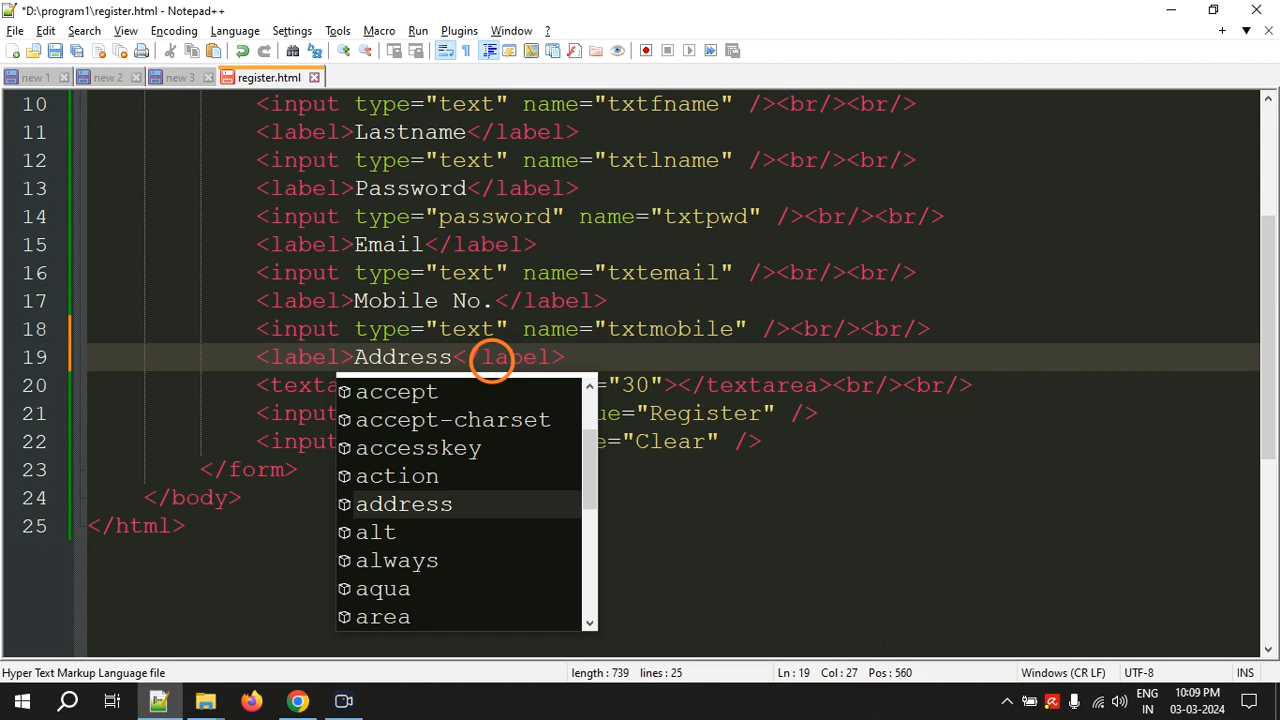 *D:\program1\register.html - Notepad++
File Edit Search View Encoding Language Settings Tools Macro Run Plugins Window ?
new 1 new 2 new 3 register.html
10 <input type="text" name="txtfname" /><br/><br/>
11 <label>Lastname</label>
12 <input type="text" name="txtlname" /><br/><br/>
13 <label>Password</label>
14 <input type="password" name="txtpwd" /><br/><br/>
15 <label>Email</label>
16 <input type="text" name="txtemail" /><br/><br/>
17 <label>Mobile No.</label>
18 <input type="text" name="txtmobile" /><br/><br/>
19 <label>Address</label>
20 <texta ="30"></textarea><br/><br/>
21 <input ue="Register" />
22 <input e="Clear" />
23 </form>
24 </body>
25 </html>
accept
accept-charset
accesskey
action
address
alt
always
aqua
area
Hyper Text Markup Language file length : 739 lines : 25 Ln : 19 Col : 27 Pos : 560 Windows (CR LF) UTF-8 INS
ENG 10:09 PM
IN 03-03-2024